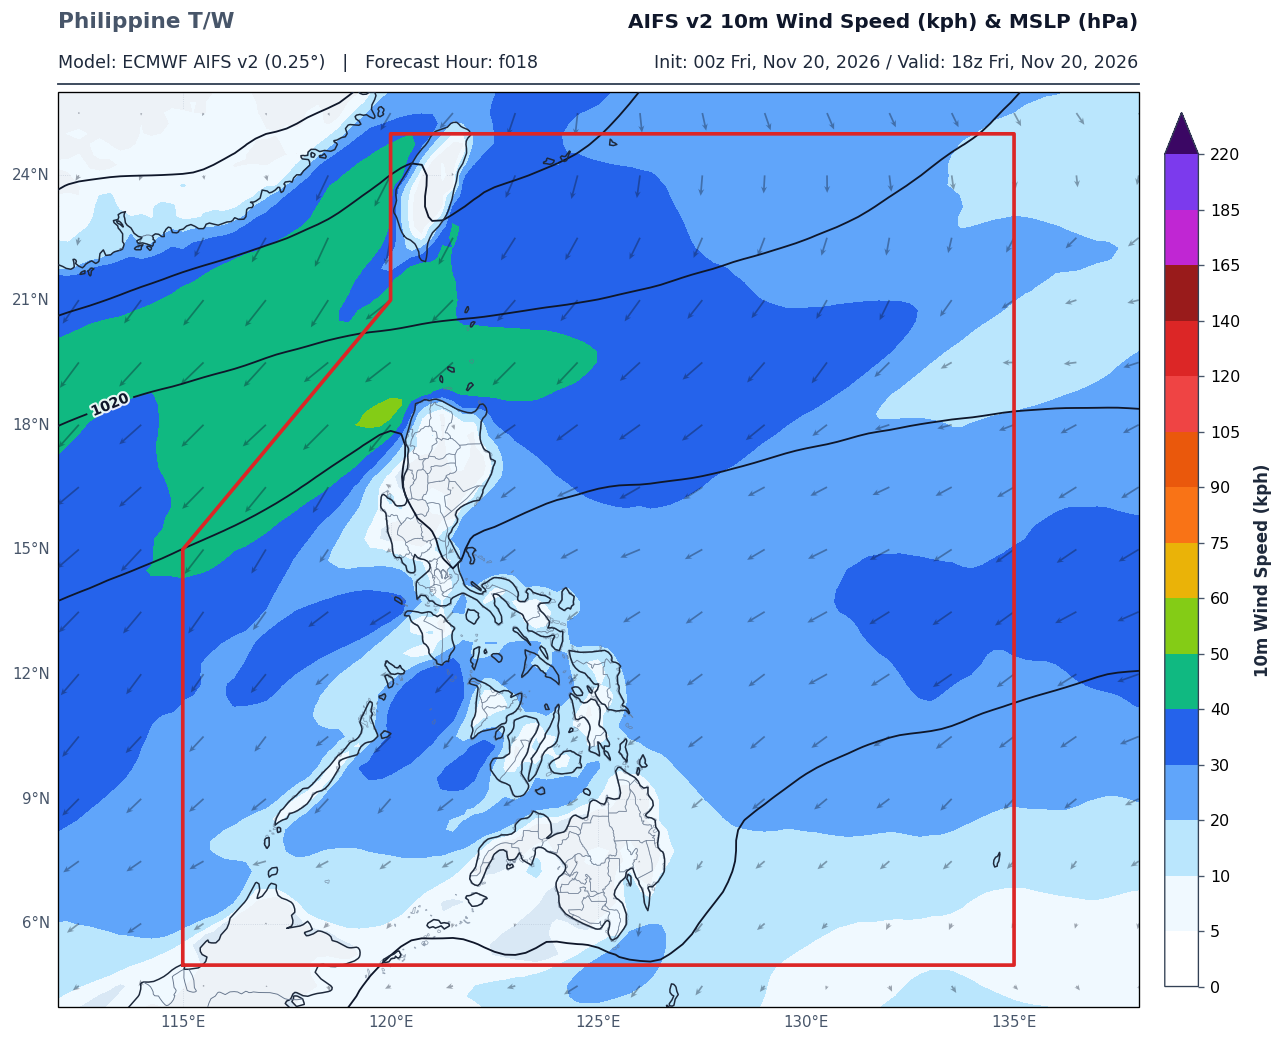 Philippine T/W
AIFS v2 10m Wind Speed (kph) & MSLP (hPa)
Model: ECMWF AIFS v2 (0.25°)   |   Forecast Hour: f018
Init: 00z Fri, Nov 20, 2026 / Valid: 18z Fri, Nov 20, 2026
24°N
21°N
18°N
15°N
12°N
9°N
6°N
1020
115°E
120°E
125°E
130°E
135°E
220
185
165
140
120
105
90
75
60
50
40
30
20
10
5
0
10m Wind Speed (kph)